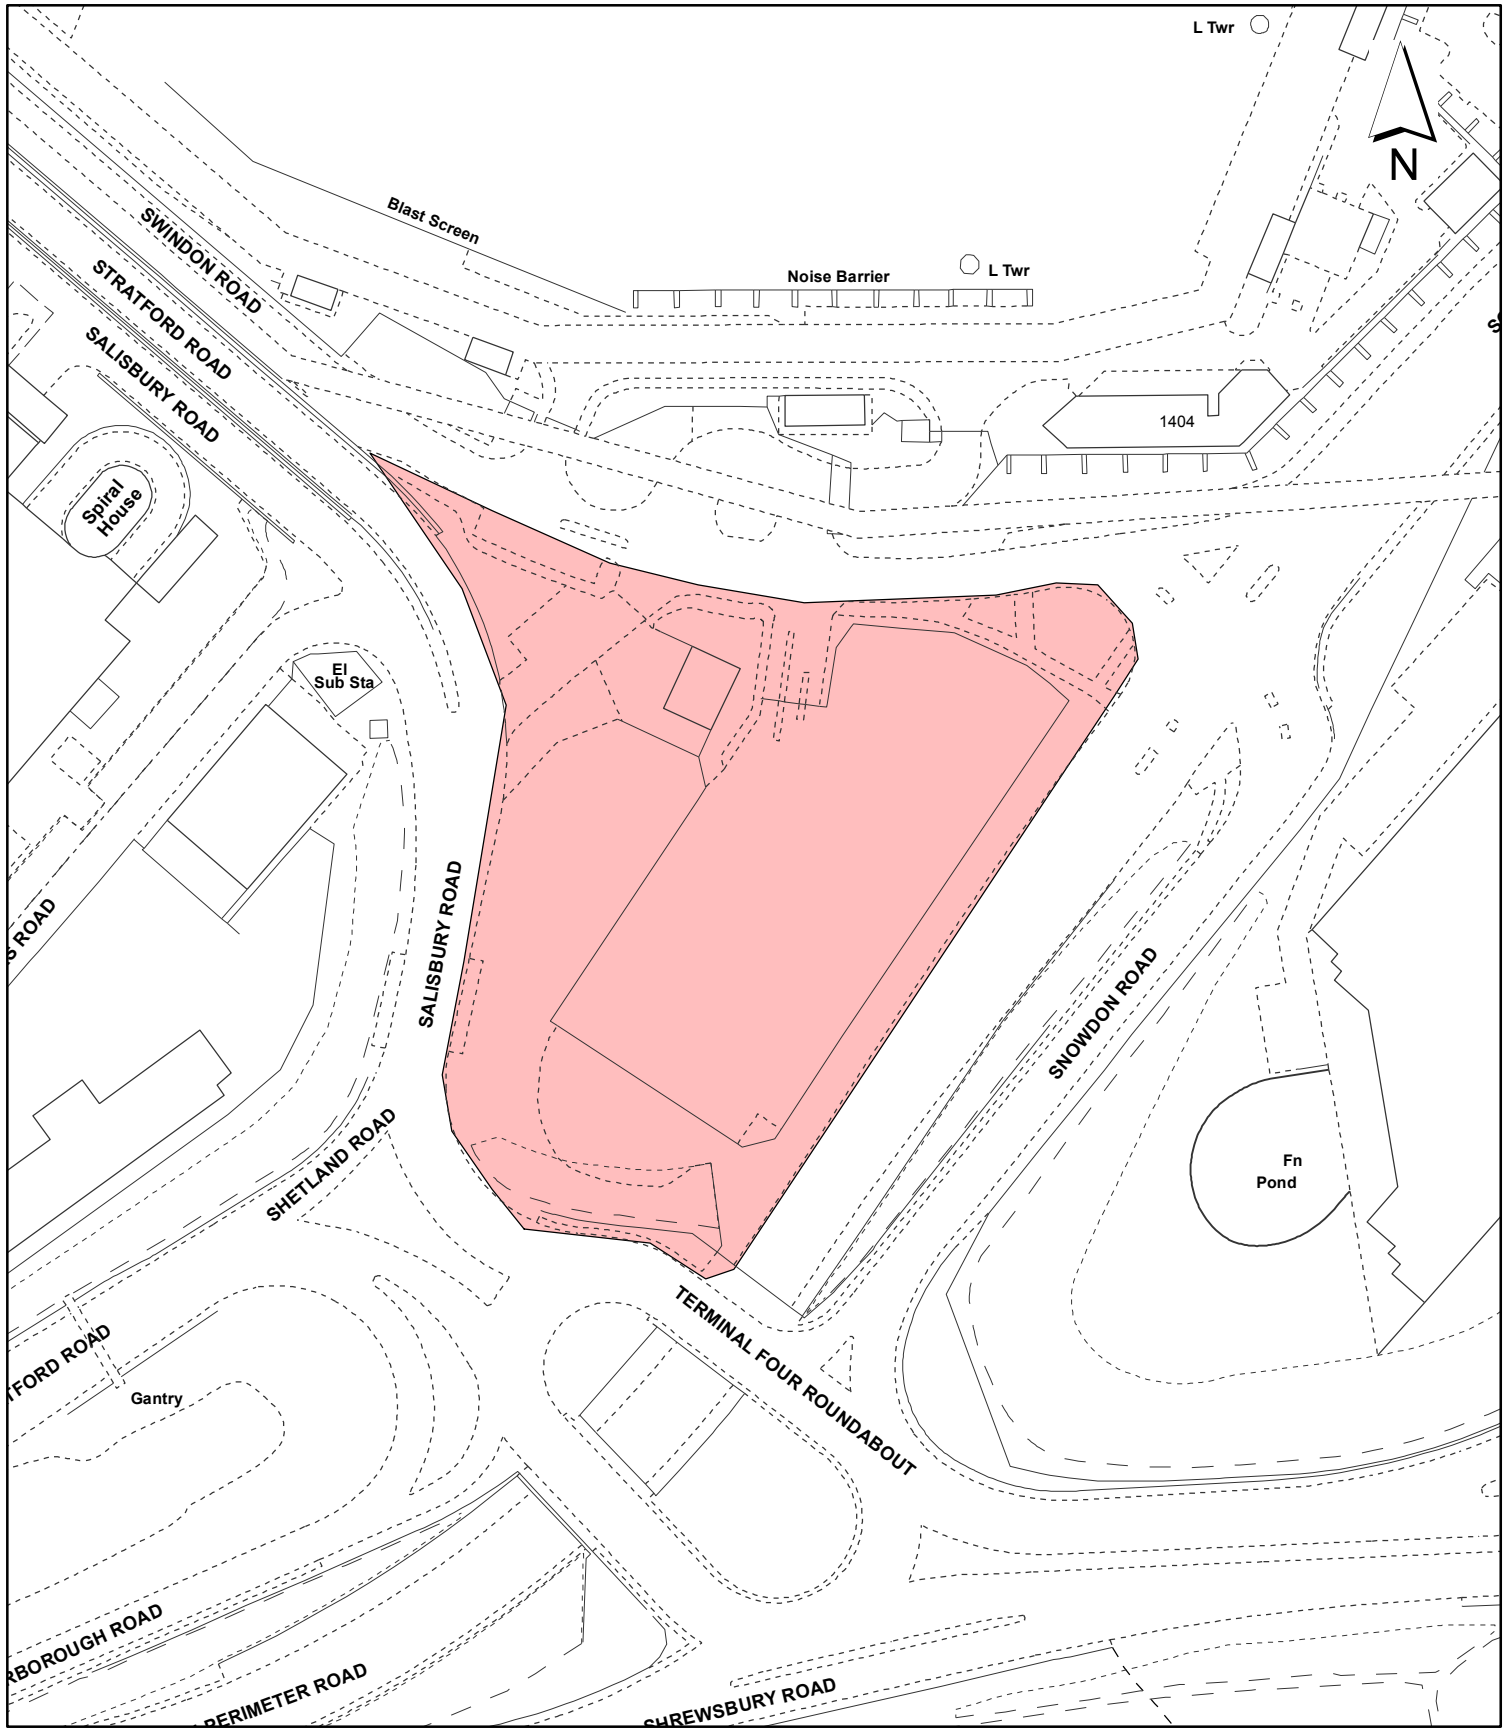 L Twr
N
Blast Screen
SWINDON ROAD
Noise Barrier
L Twr
STRATFORD ROAD
SALISBURY ROAD
1404
Spiral
House
El
Sub Sta
SALISBURY ROAD
S ROAD
SNOWDON ROAD
SHETLAND ROAD
Fn
Pond
TERMINAL FOUR ROUNDABOUT
TFORD ROAD
Gantry
RBOROUGH ROAD
PERIMETER ROAD
SHREWSBURY ROAD